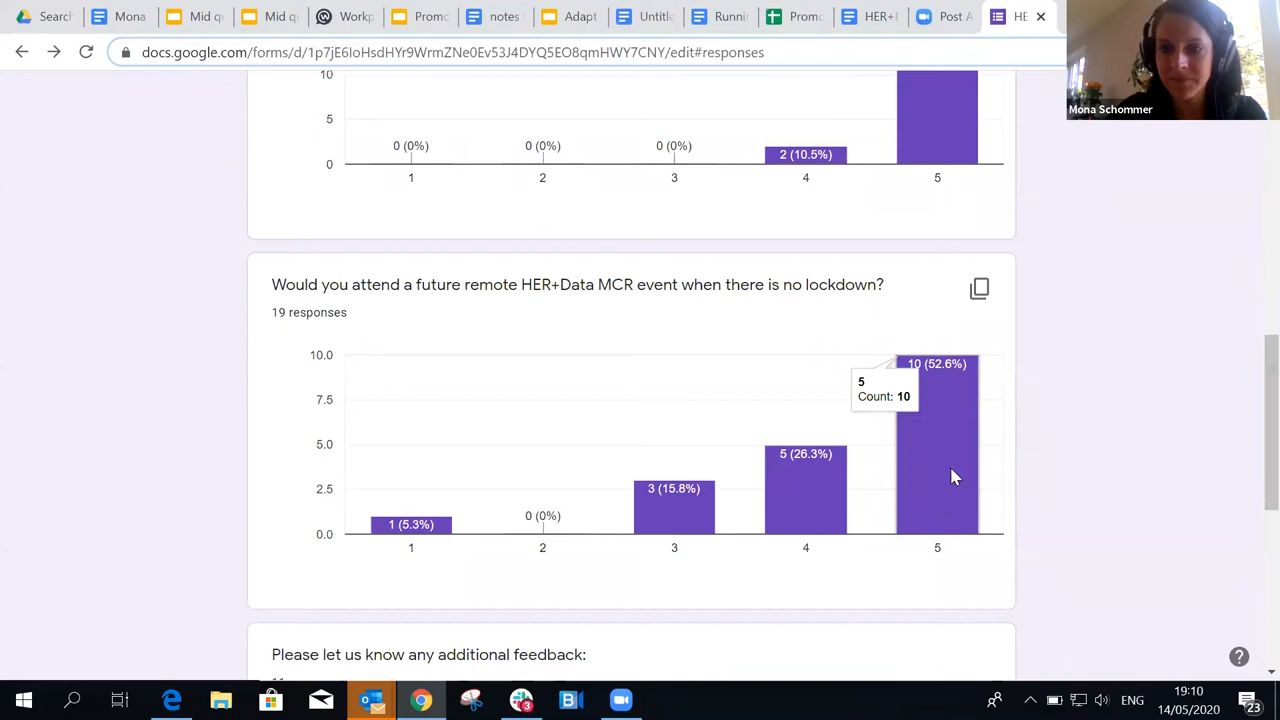 Search
Mona
Mid q
Mid
Workp
Promo
notes
Adapt
Untitle
Runni
Promo
HER+D
Post A
HE
docs.google.com/forms/d/1p7jE6IoHsdHYr9WrmZNe0Ev53J4DYQ5EO8qmHWY7CNY/edit#responses
Mona Schommer
10
5
0
0 (0%)
0 (0%)
0 (0%)
2 (10.5%)
1
2
3
4
5
Would you attend a future remote HER+Data MCR event when there is no lockdown?
19 responses
10.0
7.5
5.0
2.5
0.0
1 (5.3%)
0 (0%)
3 (15.8%)
5 (26.3%)
10 (52.6%)
5
Count: 10
1
2
3
4
5
Please let us know any additional feedback:
3
ENG
19:10
14/05/2020
23